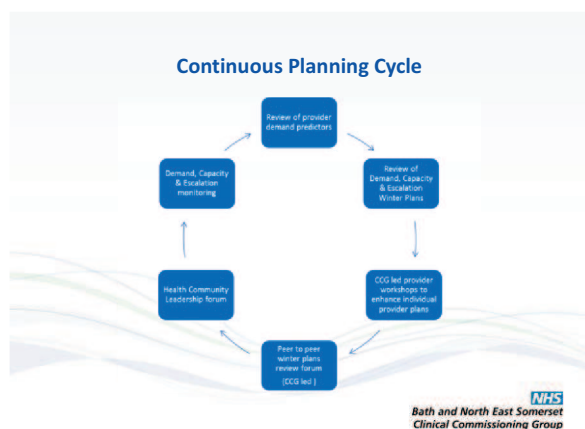 Continuous Planning Cycle
Review of provider
demand predictors
Review of
Demand, Capacity
& Escalation
Winter Plans
CCG led provider
workshops to
enhance individual
provider plans
Peer to peer
winter plans
review forum
(CCG led )
Health Community
Leadership forum
Demand, Capacity
& Escalation
monitoring
NHS
Bath and North East Somerset
Clinical Commissioning Group